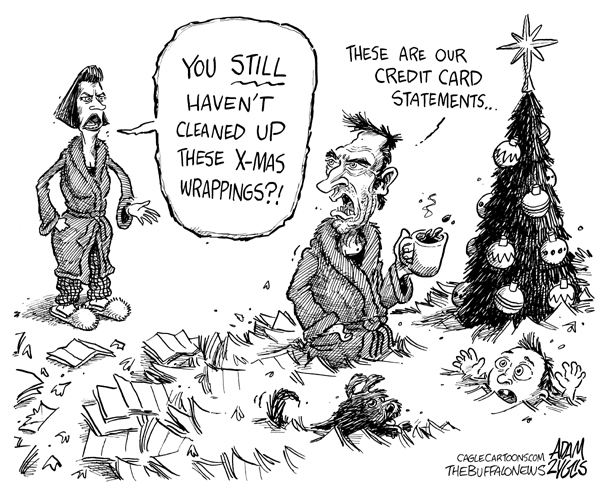 YOU STILL
HAVEN'T
CLEANED UP
THESE X-MAS
WRAPPINGS?!
THESE ARE OUR
CREDIT CARD
STATEMENTS...
CAGLECARTOONS.COM
THEBUFFALONEWS
ADAM
ZYGLIS